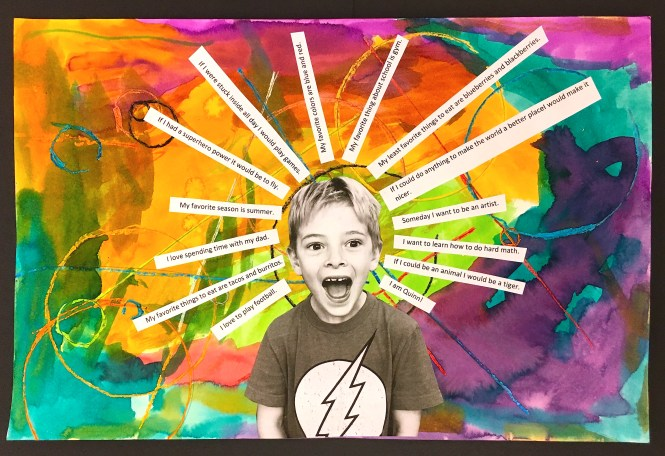 I love to play football.
My favorite things to eat are tacos and burritos
I love spending time with my dad.
My favorite season is summer.
If I had a superhero power it would be to fly.
If I were stuck inside all day I would play games.
My favorite colors are blue and red.
My favorite thing about school is gym.
My least favorite things to eat are blueberries and blackberries.
If I could do anything to make the world a better place I would make it
nicer.
Someday I want to be an artist.
I want to learn how to do hard math.
If I could be an animal I would be a tiger.
I am Quinn!